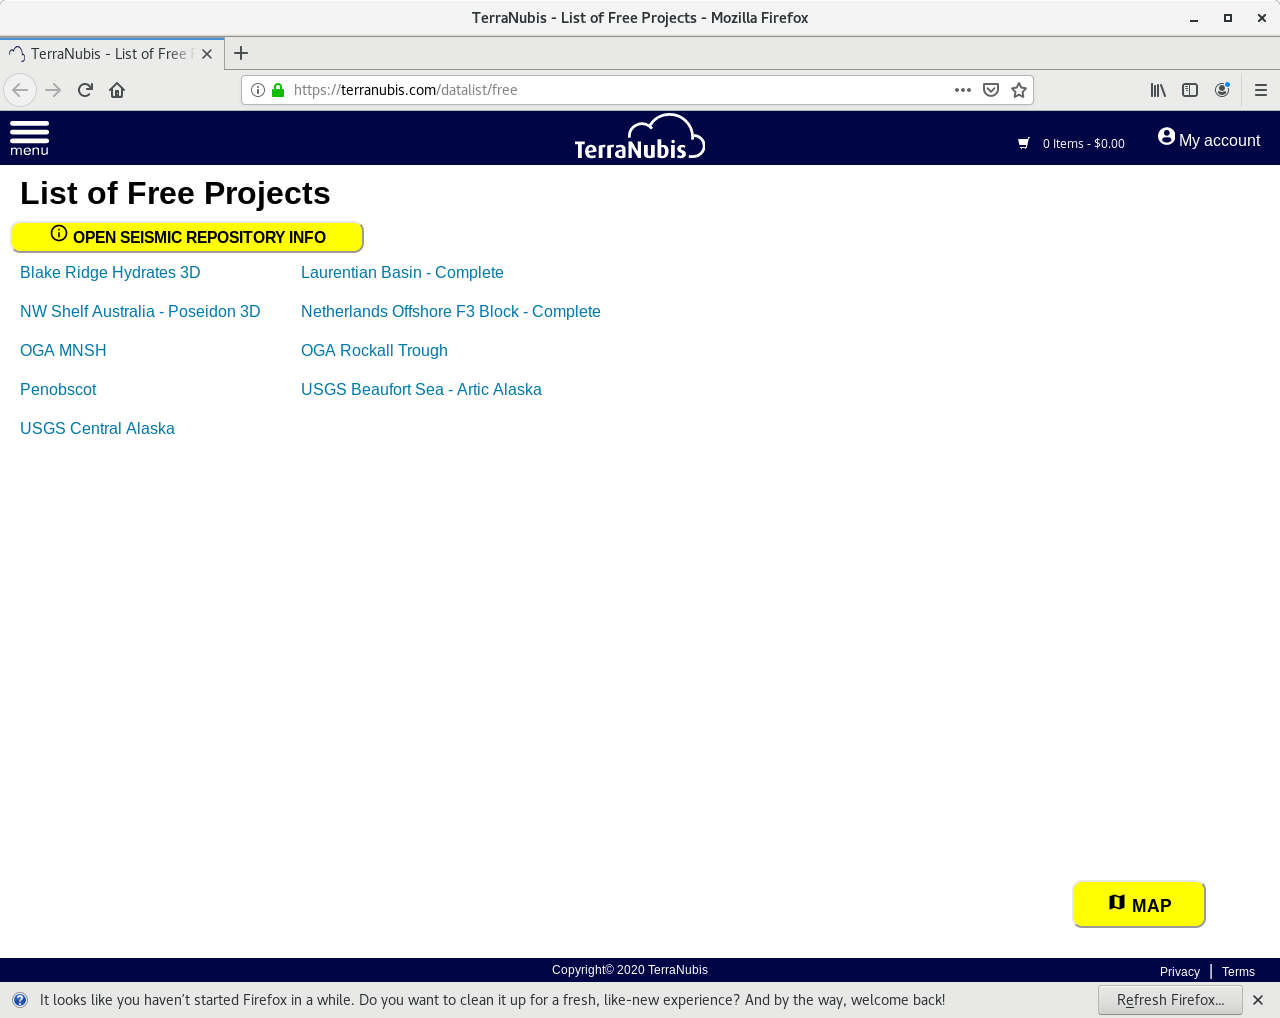 TerraNubis - List of Free Projects - Mozilla Firefox
TerraNubis - List of Free
https://terranubis.com/datalist/free
menu
TerraNubis
0 Items - $0.00
My account
List of Free Projects
OPEN SEISMIC REPOSITORY INFO
Blake Ridge Hydrates 3D Laurentian Basin - Complete
NW Shelf Australia - Poseidon 3D Netherlands Offshore F3 Block - Complete
OGA MNSH OGA Rockall Trough
Penobscot USGS Beaufort Sea - Artic Alaska
USGS Central Alaska
MAP
Copyright© 2020 TerraNubis
Privacy | Terms
It looks like you haven't started Firefox in a while. Do you want to clean it up for a fresh, like-new experience? And by the way, welcome back!
Refresh Firefox...